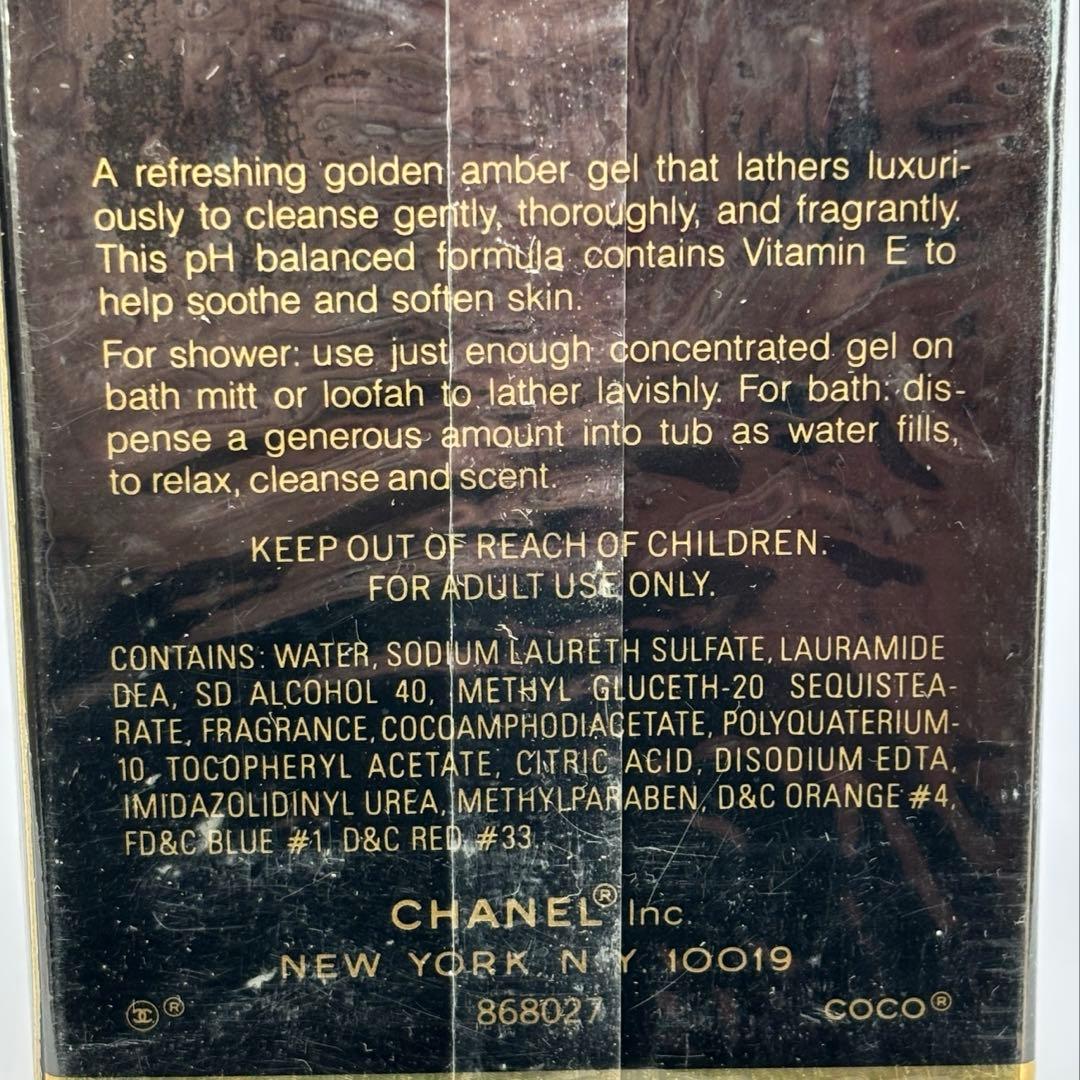 A refreshing golden amber gel that lathers luxuri-
ously to cleanse gently, thoroughly, and fragrantly.
This pH balanced formula contains Vitamin E to
help soothe and soften skin.
For shower: use just enough concentrated gel on
bath mitt or loofah to lather lavishly. For bath: dis-
pense a generous amount into tub as water fills,
to relax, cleanse and scent.
KEEP OUT OF REACH OF CHILDREN.
FOR ADULT USE ONLY.
CONTAINS: WATER, SODIUM LAURETH SULFATE, LAURAMIDE
DEA, SD ALCOHOL 40, METHYL GLUCETH-20 SEQUISTEA-
RATE, FRAGRANCE, COCOAMPHODIACETATE, POLYQUATERIUM-
10, TOCOPHERYL ACETATE, CITRIC ACID, DISODIUM EDTA,
IMIDAZOLIDINYL UREA, METHYLPARABEN, D&C ORANGE #4,
FD&C BLUE #1, D&C RED #33.
CHANEL® Inc.
NEW YORK N Y 10019
® 868027 COCO®